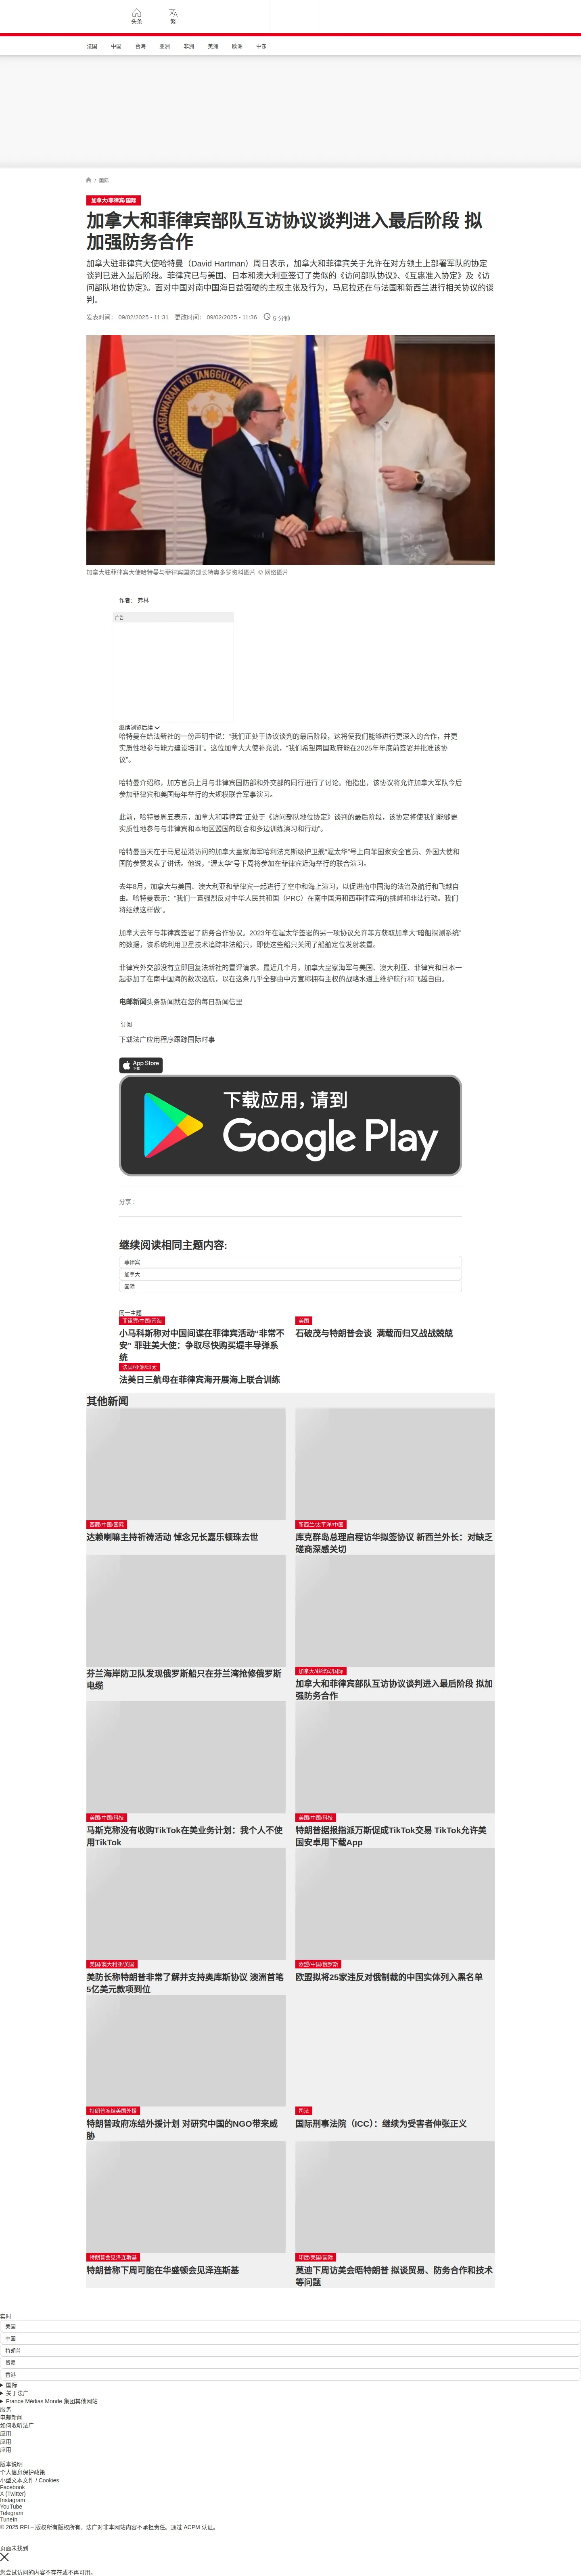 头条
繁
法国 中国 台海 亚洲 非洲 美洲 欧洲 中东
/ 国际
加拿大/菲律宾/国际
加拿大和菲律宾部队互访协议谈判进入最后阶段 拟
加强防务合作
加拿大驻菲律宾大使哈特曼（David Hartman）周日表示，加拿大和菲律宾关于允许在对方领土上部署军队的协定
谈判已进入最后阶段。菲律宾已与美国、日本和澳大利亚签订了类似的《访问部队协议》、《互惠准入协定》及《访
问部队地位协定》。面对中国对南中国海日益强硬的主权主张及行为，马尼拉还在与法国和新西兰进行相关协议的谈
判。
发表时间： 09/02/2025 - 11:31 更改时间： 09/02/2025 - 11:36 5 分钟
加拿大驻菲律宾大使哈特曼与菲律宾国防部长特奥多罗资料图片 © 网络图片
作者： 弗林
广告
继续浏览后续
哈特曼在给法新社的一份声明中说：“我们正处于协议谈判的最后阶段，这将使我们能够进行更深入的合作，并更
实质性地参与能力建设培训”。这位加拿大大使补充说，“我们希望两国政府能在2025年年底前签署并批准该协
议”。
哈特曼介绍称，加方官员上月与菲律宾国防部和外交部的同行进行了讨论。他指出，该协议将允许加拿大军队今后
参加菲律宾和美国每年举行的大规模联合军事演习。
此前，哈特曼周五表示，加拿大和菲律宾“正处于《访问部队地位协定》谈判的最后阶段，该协定将使我们能够更
实质性地参与与菲律宾和本地区盟国的联合和多边训练演习和行动”。
哈特曼当天在于马尼拉港访问的加拿大皇家海军哈利法克斯级护卫舰“渥太华”号上向菲国家安全官员、外国大使和
国防参赞发表了讲话。他说，“渥太华”号下周将参加在菲律宾近海举行的联合演习。
去年8月，加拿大与美国、澳大利亚和菲律宾一起进行了空中和海上演习，以促进南中国海的法治及航行和飞越自
由。哈特曼表示：“我们一直强烈反对中华人民共和国（PRC）在南中国海和西菲律宾海的挑衅和非法行动。我们
将继续这样做”。
加拿大去年与菲律宾签署了防务合作协议。2023年在渥太华签署的另一项协议允许菲方获取加拿大“暗船探测系统”
的数据，该系统利用卫星技术追踪非法船只，即使这些船只关闭了船舶定位发射装置。
菲律宾外交部没有立即回复法新社的置评请求。最近几个月，加拿大皇家海军与美国、澳大利亚、菲律宾和日本一
起参加了在南中国海的数次巡航，以在这条几乎全部由中方宣称拥有主权的战略水道上维护航行和飞越自由。
电邮新闻头条新闻就在您的每日新闻信里
订阅
下载法广应用程序跟踪国际时事
App Store
下载
下载应用，请到
Google Play
分享 :
继续阅读相同主题内容:
菲律宾
加拿大
国际
同一主题
菲律宾/中国/南海
小马科斯称对中国间谍在菲律宾活动“非常不
安” 菲驻美大使：争取尽快购买堤丰导弹系
统
美国
石破茂与特朗普会谈 满载而归又战战兢兢
法国/亚洲/印太
法美日三航母在菲律宾海开展海上联合训练
其他新闻
西藏/中国/国际
达赖喇嘛主持祈祷活动 悼念兄长嘉乐顿珠去世
新西兰/太平洋/中国
库克群岛总理启程访华拟签协议 新西兰外长：对缺乏
磋商深感关切
芬兰海岸防卫队发现俄罗斯船只在芬兰湾抢修俄罗斯
电缆
加拿大/菲律宾/国际
加拿大和菲律宾部队互访协议谈判进入最后阶段 拟加
强防务合作
美国/中国/科技
马斯克称没有收购TikTok在美业务计划：我个人不使
用TikTok
美国/中国/科技
特朗普据报指派万斯促成TikTok交易 TikTok允许美
国安卓用下载App
美国/澳大利亚/英国
美防长称特朗普非常了解并支持奥库斯协议 澳洲首笔
5亿美元款项到位
欧盟/中国/俄罗斯
欧盟拟将25家违反对俄制裁的中国实体列入黑名单
特朗普冻结美国外援
特朗普政府冻结外援计划 对研究中国的NGO带来威
胁
司法
国际刑事法院（ICC）：继续为受害者伸张正义
特朗普会见泽连斯基
特朗普称下周可能在华盛顿会见泽连斯基
印度/美国/国际
莫迪下周访美会晤特朗普 拟谈贸易、防务合作和技术
等问题
实时
美国
中国
特朗普
贸易
香港
国际
关于法广
France Médias Monde 集团其他网站
服务
电邮新闻
如何收听法广
应用
应用
应用
版本说明
个人信息保护政策
小型文本文件 / Cookies
Facebook
X (Twitter)
Instagram
YouTube
Telegram
TuneIn
© 2025 RFI – 版权所有版权所有。法广对非本网站内容不承担责任。通过 ACPM 认证。
页面未找到
您尝试访问的内容不存在或不再可用。